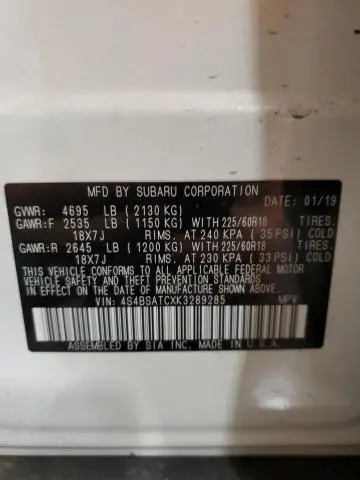 MFD BY SUBARU CORPORATION DATE: 01/19
GVWR: 4695 LB (2130 KG)
GAWR:F 2535 LB (1150 KG) WITH 225/60R18 TIRES.
18X7J RIMS. AT 240 KPA (35 PSI) COLD
GAWR:R 2645 LB (1200 KG) WITH 225/60R18 TIRES.
18X7J RIMS. AT 230 KPA (33 PSI) COLD
THIS VEHICLE CONFORMS TO ALL APPLICABLE FEDERAL MOTOR
VEHICLE SAFETY AND THEFT PREVENTION STANDARDS IN
EFFECT ON THE DATE OF MANUFACTURE SHOWN ABOVE.
VIN: 4S4BSATCXK3289285 MPV
ASSEMBLED BY SIA INC. MADE IN U.S.A.